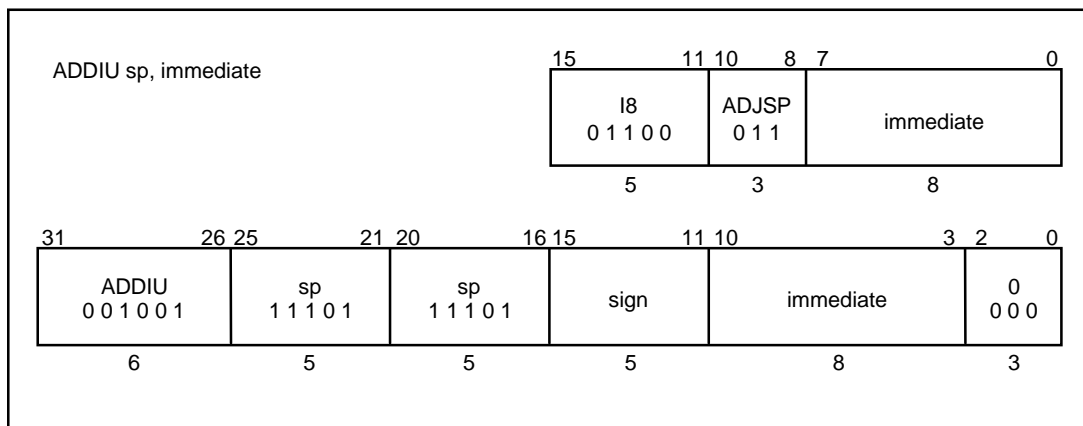 ADDIU sp, immediate
15 11 10 8 7 0
I8 ADJSP immediate
0 1 1 0 0 0 1 1
5 3 8
31 26 25 21 20 16 15 11 10 3 2 0
ADDIU sp sp sign immediate 0
0 0 1 0 0 1 1 1 1 0 1 1 1 1 0 1 0 0 0
6 5 5 5 8 3